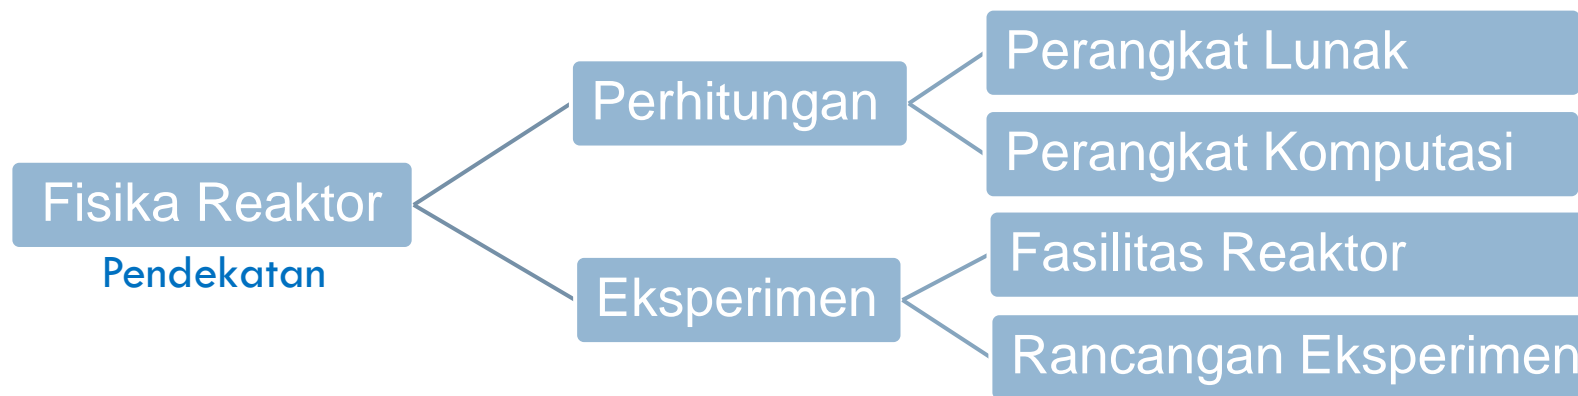 Fisika Reaktor
Pendekatan
Perhitungan
Perangkat Lunak
Perangkat Komputasi
Eksperimen
Fasilitas Reaktor
Rancangan Eksperimen